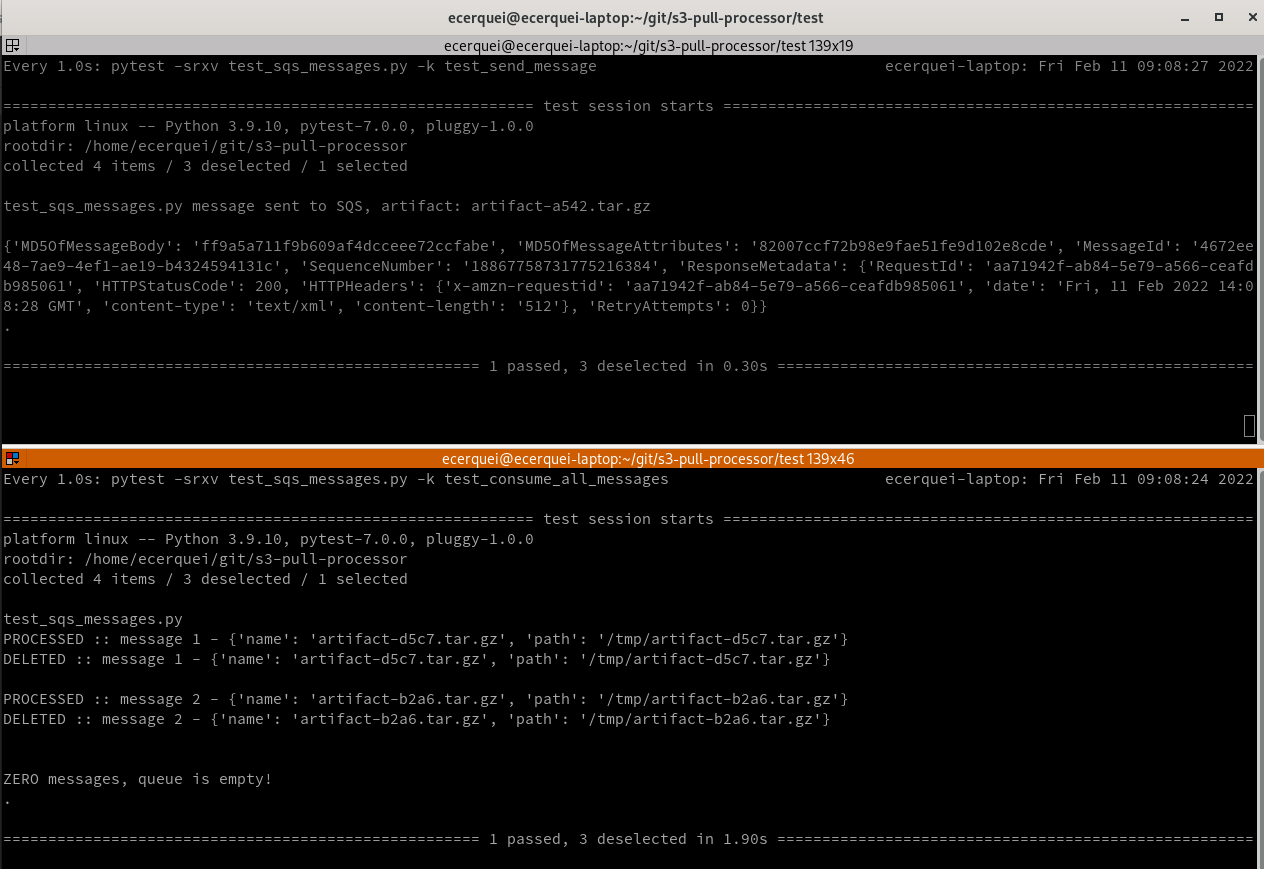 ecerquei@ecerquei-laptop:~/git/s3-pull-processor/test
ecerquei@ecerquei-laptop:~/git/s3-pull-processor/test 139x19
Every 1.0s: pytest -srxv test_sqs_messages.py -k test_send_message ecerquei-laptop: Fri Feb 11 09:08:27 2022
=========================================================== test session starts ===========================================================
platform linux -- Python 3.9.10, pytest-7.0.0, pluggy-1.0.0
rootdir: /home/ecerquei/git/s3-pull-processor
collected 4 items / 3 deselected / 1 selected
test_sqs_messages.py message sent to SQS, artifact: artifact-a542.tar.gz
{'MD5OfMessageBody': 'ff9a5a711f9b609af4dcceee72ccfabe', 'MD5OfMessageAttributes': '82007ccf72b98e9fae51fe9d102e8cde', 'MessageId': '4672ee
48-7ae9-4ef1-ae19-b4324594131c', 'SequenceNumber': '18867758731775216384', 'ResponseMetadata': {'RequestId': 'aa71942f-ab84-5e79-a566-ceafd
b985061', 'HTTPStatusCode': 200, 'HTTPHeaders': {'x-amzn-requestid': 'aa71942f-ab84-5e79-a566-ceafdb985061', 'date': 'Fri, 11 Feb 2022 14:0
8:28 GMT', 'content-type': 'text/xml', 'content-length': '512'}, 'RetryAttempts': 0}}
.
===================================================== 1 passed, 3 deselected in 0.30s =====================================================
ecerquei@ecerquei-laptop:~/git/s3-pull-processor/test 139x46
Every 1.0s: pytest -srxv test_sqs_messages.py -k test_consume_all_messages ecerquei-laptop: Fri Feb 11 09:08:24 2022
=========================================================== test session starts ===========================================================
platform linux -- Python 3.9.10, pytest-7.0.0, pluggy-1.0.0
rootdir: /home/ecerquei/git/s3-pull-processor
collected 4 items / 3 deselected / 1 selected
test_sqs_messages.py
PROCESSED :: message 1 - {'name': 'artifact-d5c7.tar.gz', 'path': '/tmp/artifact-d5c7.tar.gz'}
DELETED :: message 1 - {'name': 'artifact-d5c7.tar.gz', 'path': '/tmp/artifact-d5c7.tar.gz'}
PROCESSED :: message 2 - {'name': 'artifact-b2a6.tar.gz', 'path': '/tmp/artifact-b2a6.tar.gz'}
DELETED :: message 2 - {'name': 'artifact-b2a6.tar.gz', 'path': '/tmp/artifact-b2a6.tar.gz'}
ZERO messages, queue is empty!
.
===================================================== 1 passed, 3 deselected in 1.90s =====================================================